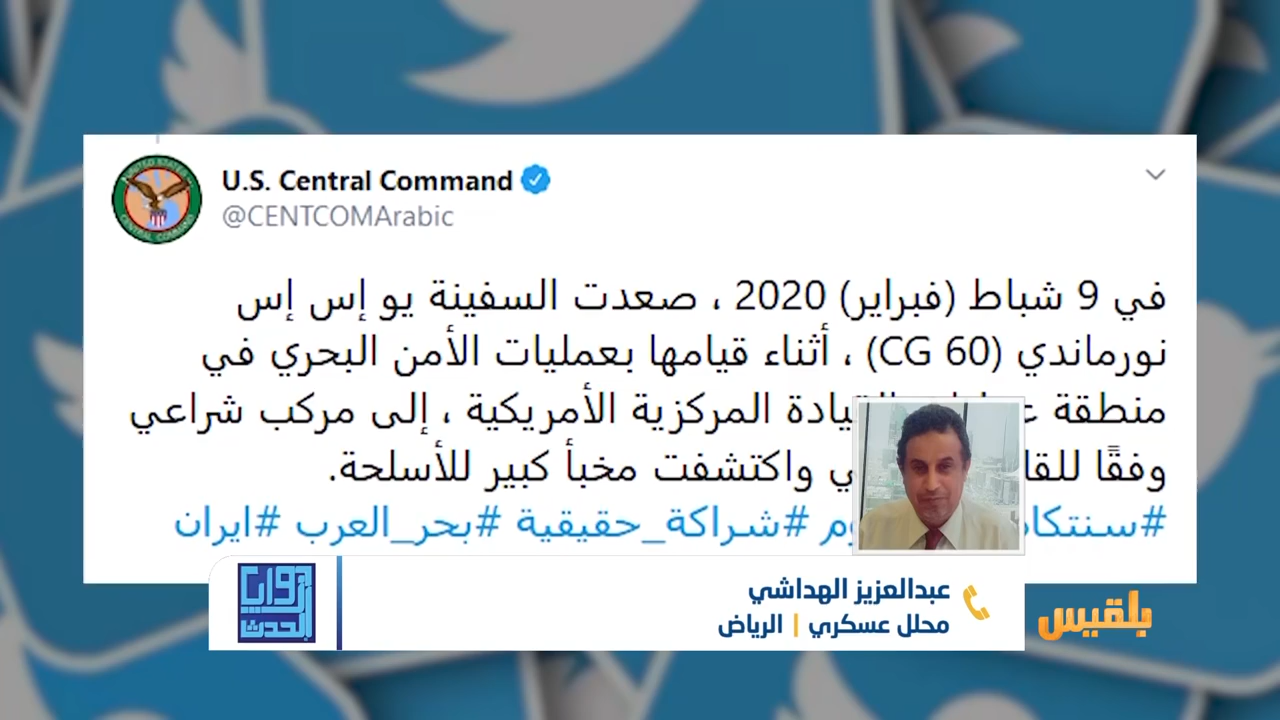 U.S. Central Command
@CENTCOMArabic
في 9 شباط (فبراير) 2020 ، صعدت السفينة يو إس إس
نورماندي (CG 60) ، أثناء قيامها بعمليات الأمن البحري في
منطقة القيادة المركزية الأمريكية ، إلى مركب شراعي
وفقًا واكتشفت مخبأ كبير للأسلحة.
#شراكة_حقيقية #بحر_العرب #ايران
عبدالعزيز الهداشي
محلل عسكري | الرياض
بلقيس